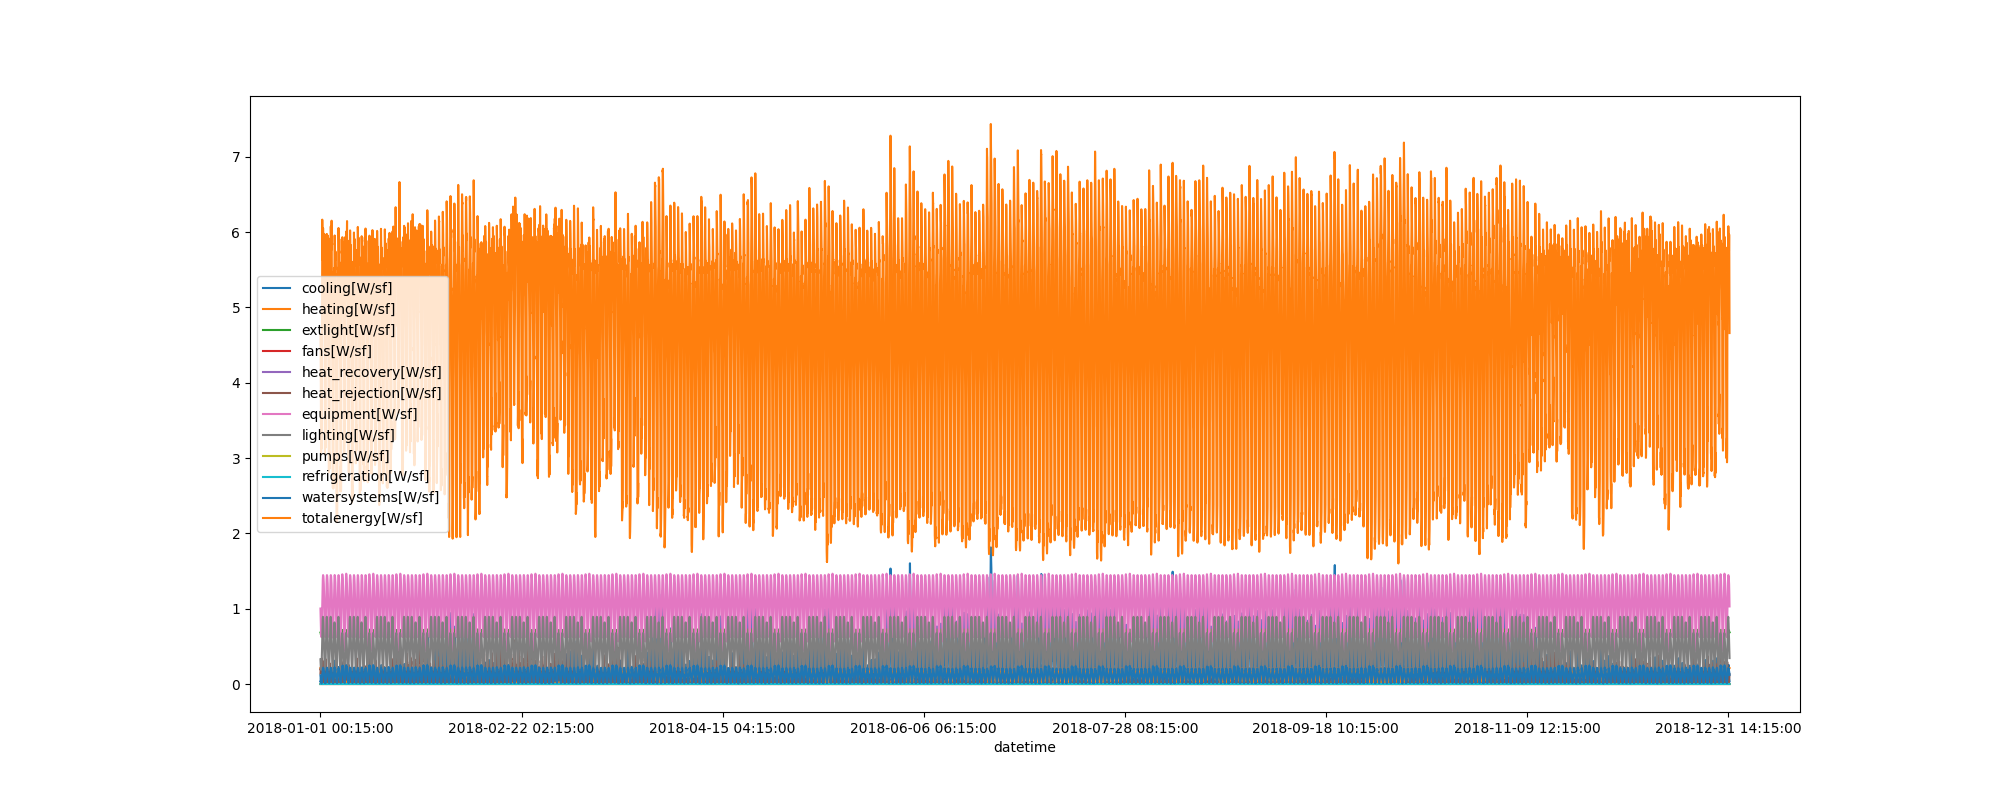 7
6
5
4
3
2
1
0
cooling[W/sf]
heating[W/sf]
extlight[W/sf]
fans[W/sf]
heat_recovery[W/sf]
heat_rejection[W/sf]
equipment[W/sf]
lighting[W/sf]
pumps[W/sf]
refrigeration[W/sf]
watersystems[W/sf]
totalenergy[W/sf]
2018-01-01 00:15:00 2018-02-22 02:15:00 2018-04-15 04:15:00 2018-06-06 06:15:00 2018-07-28 08:15:00 2018-09-18 10:15:00 2018-11-09 12:15:00 2018-12-31 14:15:00
datetime